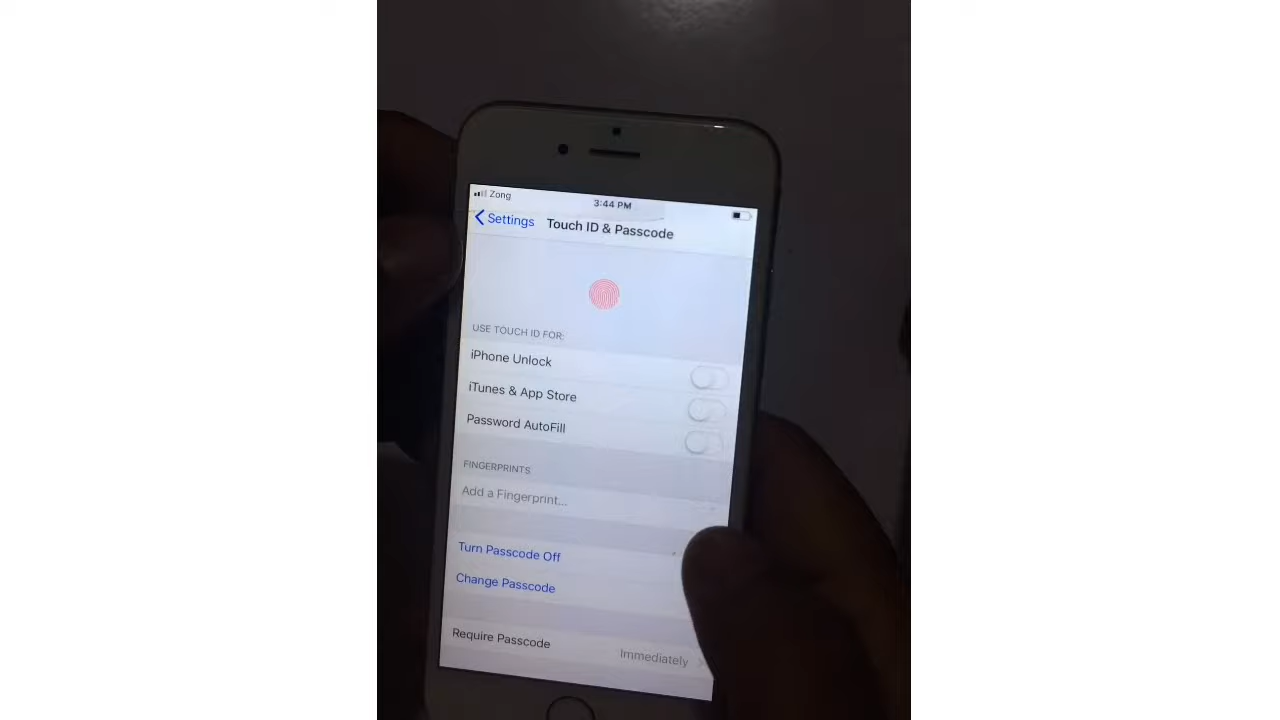 Zong
3:44 PM
Settings
Touch ID & Passcode
USE TOUCH ID FOR:
iPhone Unlock
iTunes & App Store
Password AutoFill
FINGERPRINTS
Add a Fingerprint...
Turn Passcode Off
Change Passcode
Require Passcode
Immediately